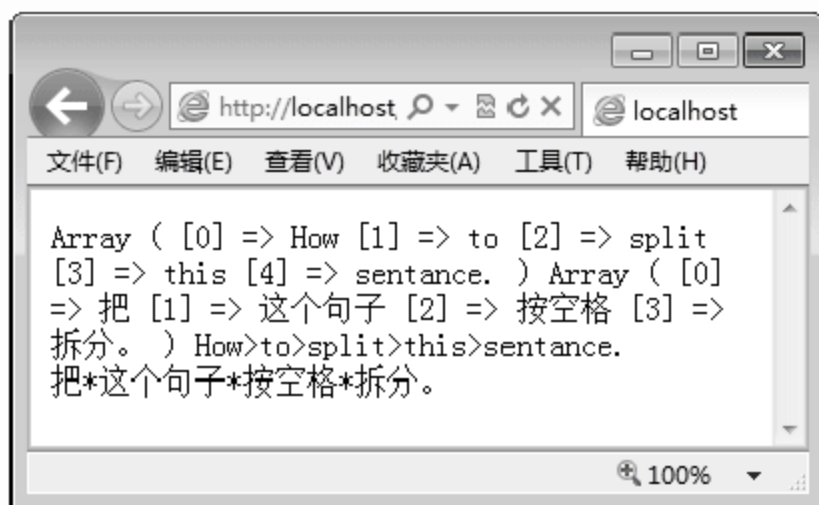 http://localhost
localhost
文件(F) 编辑(E) 查看(V) 收藏夹(A) 工具(T) 帮助(H)
Array ( [0] => How [1] => to [2] => split
[3] => this [4] => sentance. ) Array ( [0]
=> 把 [1] => 这个句子 [2] => 按空格 [3] =>
拆分。 ) How>to>split>this>sentance.
把*这个句子*按空格*拆分。
100%